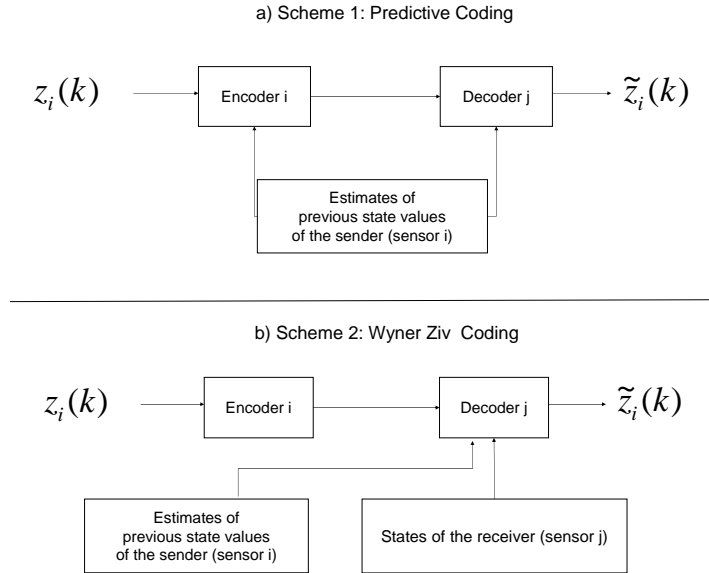 a) Scheme 1: Predictive Coding
z_i(k)
Encoder i
Decoder j
z̃_i(k)
Estimates of
previous state values
of the sender (sensor i)
b) Scheme 2: Wyner Ziv Coding
z_i(k)
Encoder i
Decoder j
z̃_i(k)
Estimates of
previous state values
of the sender (sensor i)
States of the receiver (sensor j)